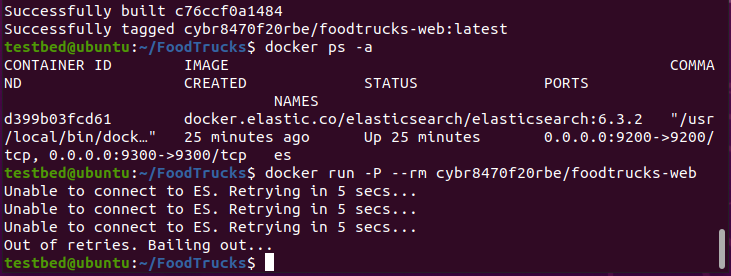 Successfully built c76ccf0a1484
Successfully tagged cybr8470f20rbe/foodtrucks-web:latest
testbed@ubuntu:~/FoodTrucks$ docker ps -a
CONTAINER ID        IMAGE                                                 COMMA
ND                  CREATED             STATUS              PORTS
                              NAMES
d399b03fcd61        docker.elastic.co/elasticsearch/elasticsearch:6.3.2   "/usr
/local/bin/dock…"   25 minutes ago      Up 25 minutes       0.0.0.0:9200->9200/
tcp, 0.0.0.0:9300->9300/tcp   es
testbed@ubuntu:~/FoodTrucks$ docker run -P --rm cybr8470f20rbe/foodtrucks-web
Unable to connect to ES. Retrying in 5 secs...
Unable to connect to ES. Retrying in 5 secs...
Unable to connect to ES. Retrying in 5 secs...
Out of retries. Bailing out...
testbed@ubuntu:~/FoodTrucks$